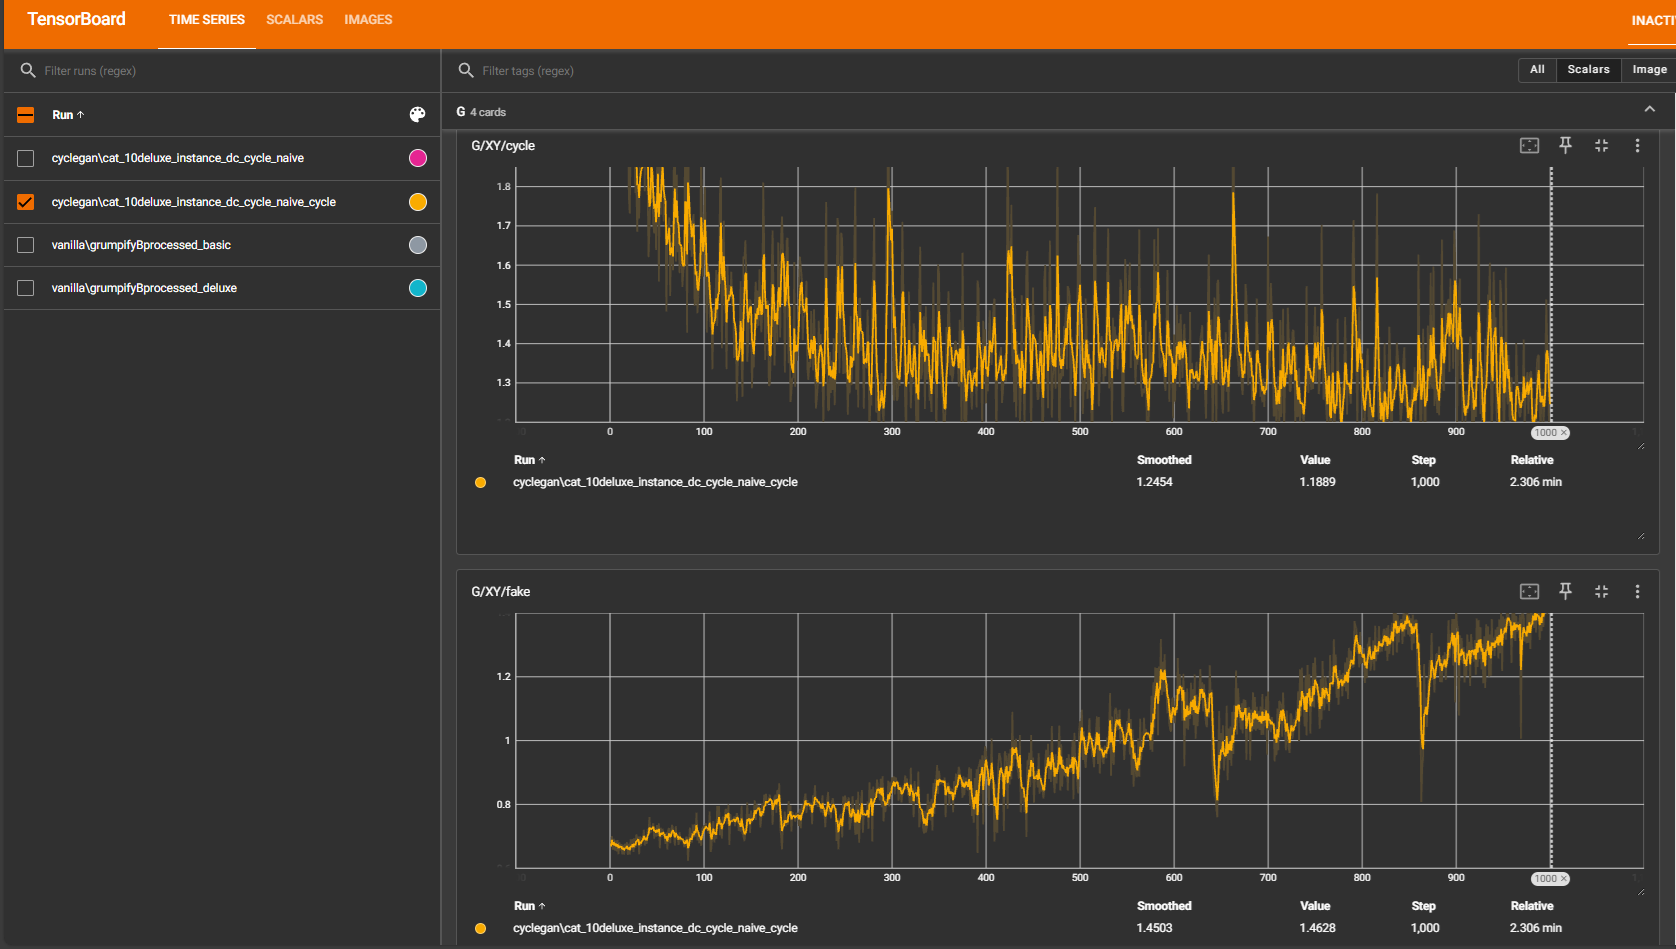 TensorBoard TIME SERIES SCALARS IMAGES INACTI
Filter runs (regex)
Run ↑
cyclegan\cat_10deluxe_instance_dc_cycle_naive
cyclegan\cat_10deluxe_instance_dc_cycle_naive_cycle
vanilla\grumpifyBprocessed_basic
vanilla\grumpifyBprocessed_deluxe
Filter tags (regex)
All Scalars Image
G 4 cards
G/XY/cycle
1.8
1.7
1.6
1.5
1.4
1.3
0 100 200 300 400 500 600 700 800 900 1000 ×
Run ↑ Smoothed Value Step Relative
cyclegan\cat_10deluxe_instance_dc_cycle_naive_cycle 1.2454 1.1889 1,000 2.306 min
G/XY/fake
1.2
1
0.8
0 100 200 300 400 500 600 700 800 900 1000 ×
Run ↑ Smoothed Value Step Relative
cyclegan\cat_10deluxe_instance_dc_cycle_naive_cycle 1.4503 1.4628 1,000 2.306 min